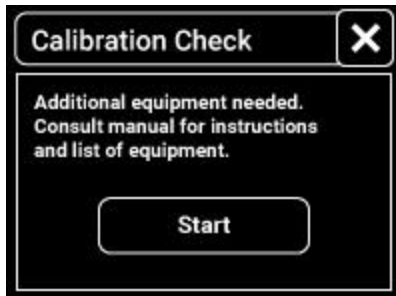 Calibration Check
Additional equipment needed.
Consult manual for instructions
and list of equipment.
Start